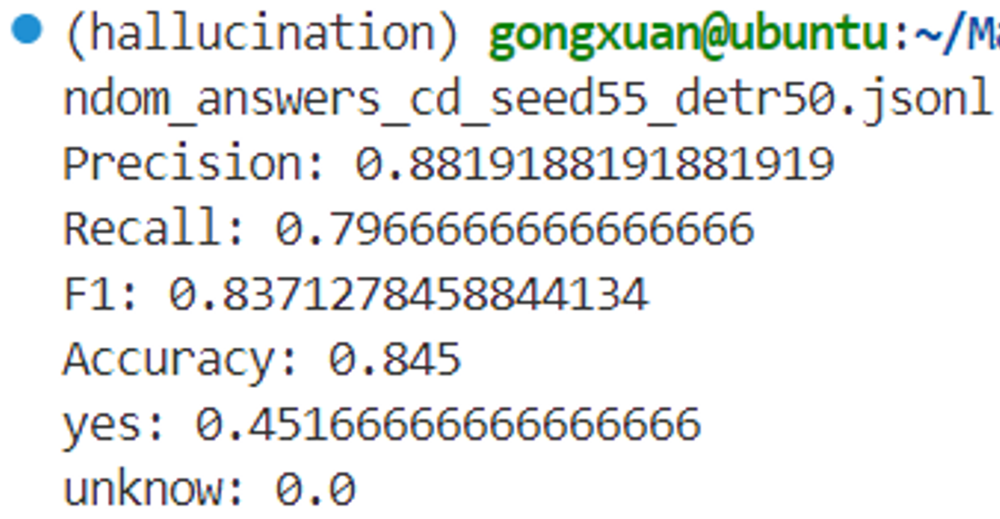 (hallucination) gongxuan@ubuntu:~/Ma
ndom_answers_cd_seed55_detr50.jsonl
Precision: 0.8819188191881919
Recall: 0.7966666666666666
F1: 0.8371278458844134
Accuracy: 0.845
yes: 0.45166666666666666
unknow: 0.0